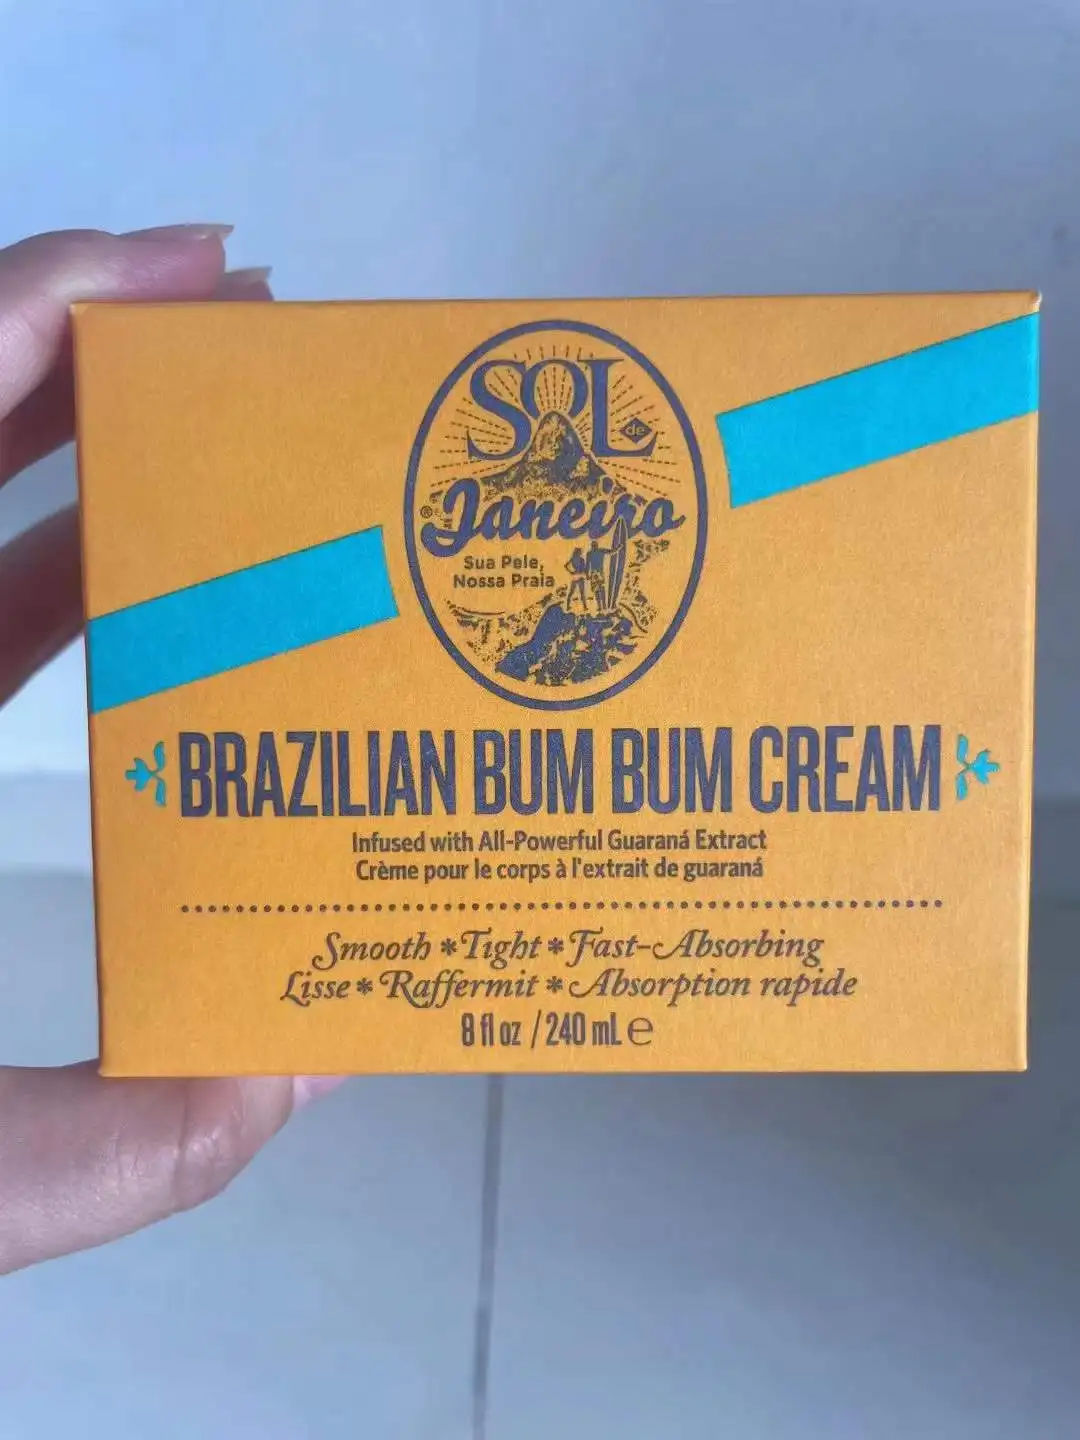 SOL
de
Janeiro
®
Sua Pele,
Nossa Praia
BRAZILIAN BUM BUM CREAM
Infused with All-Powerful Guaraná Extract
Crème pour le corps à l'extrait de guaraná
Smooth * Tight * Fast-Absorbing
Lisse * Raffermit * Absorption rapide
8 fl oz / 240 mL ℮